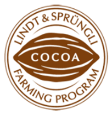 LINDT & SPRÜNGLI
COCOA
FARMING PROGRAM